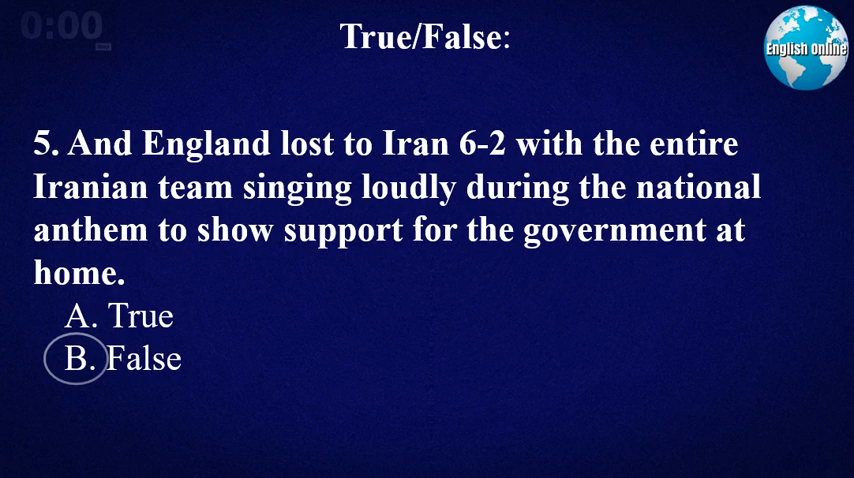 0:00
True/False:
English Online
5. And England lost to Iran 6-2 with the entire
Iranian team singing loudly during the national
anthem to show support for the government at
home.
A. True
B. False